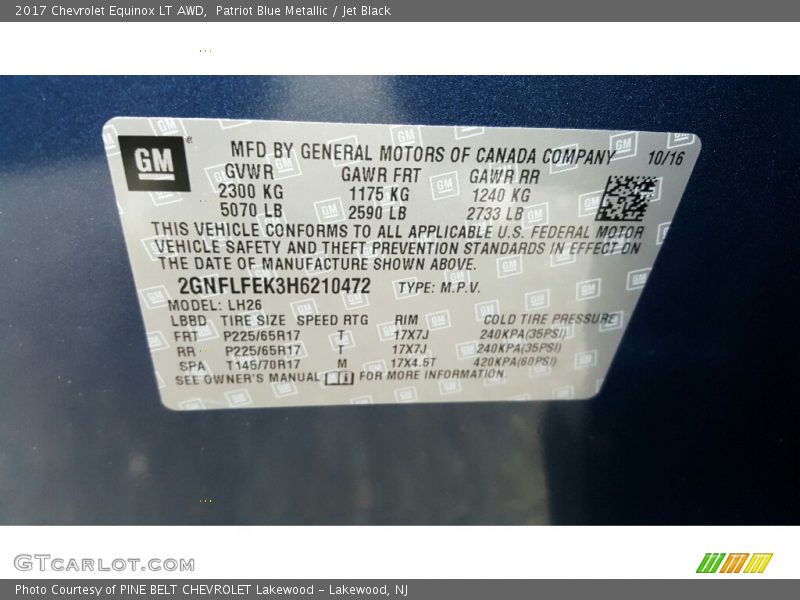 2017 Chevrolet Equinox LT AWD,  Patriot Blue Metallic / Jet Black
GM
MFD BY GENERAL MOTORS OF CANADA COMPANY 10/16
GVWR GAWR FRT GAWR RR
2300 KG 1175 KG 1240 KG
5070 LB 2590 LB 2733 LB
THIS VEHICLE CONFORMS TO ALL APPLICABLE U.S. FEDERAL MOTOR
VEHICLE SAFETY AND THEFT PREVENTION STANDARDS IN EFFECT ON
THE DATE OF MANUFACTURE SHOWN ABOVE.
2GNFLFEK3H6210472 TYPE: M.P.V.
MODEL: LH26
LBBD TIRE SIZE SPEED RTG RIM COLD TIRE PRESSURE
FRT P225/65R17 T 17X7J 240KPA(35PSI)
RR P225/65R17 T 17X7J 240KPA(35PSI)
SPA T145/70R17 M 17X4.5T 420KPA(60PSI)
SEE OWNER'S MANUAL FOR MORE INFORMATION.
GTCARLOT.COM
Photo Courtesy of PINE BELT CHEVROLET Lakewood - Lakewood, NJ